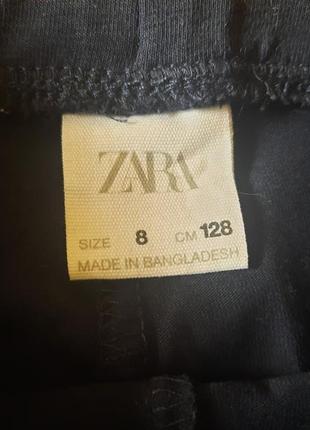 ZARA
SIZE 8 CM 128
MADE IN BANGLADESH